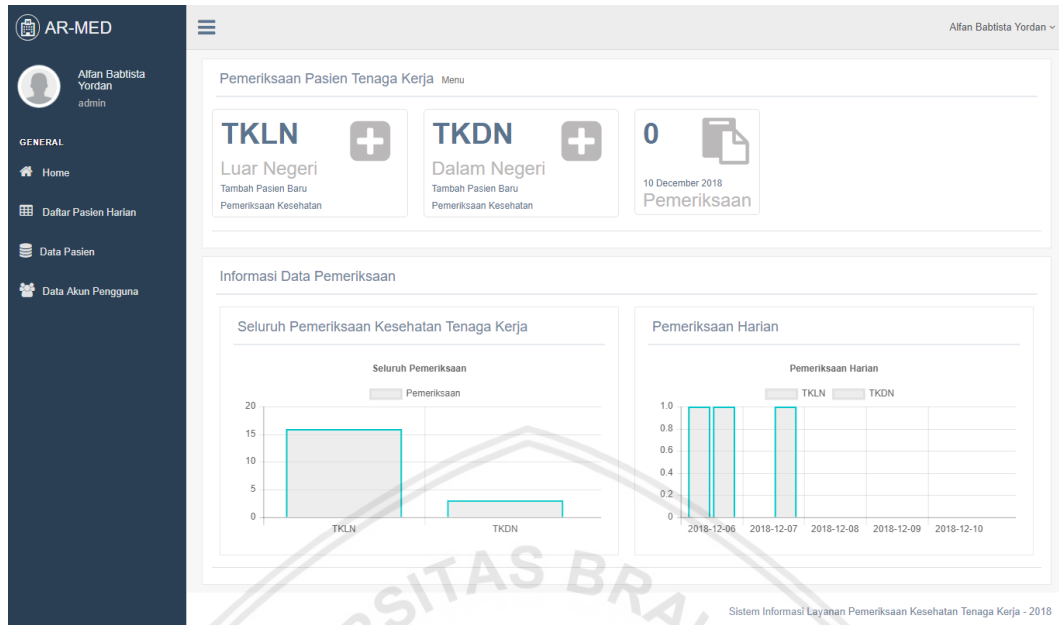 AR-MED
Alfan Babtista Yordan
Alfan Babtista
Yordan
admin
GENERAL
Home
Daftar Pasien Harian
Data Pasien
Data Akun Pengguna
Pemeriksaan Pasien Tenaga Kerja Menu
TKLN
Luar Negeri
Tambah Pasien Baru
Pemeriksaan Kesehatan
TKDN
Dalam Negeri
Tambah Pasien Baru
Pemeriksaan Kesehatan
0
10 December 2018
Pemeriksaan
Informasi Data Pemeriksaan
Seluruh Pemeriksaan Kesehatan Tenaga Kerja
Seluruh Pemeriksaan
Pemeriksaan
20
15
10
5
0
TKLN TKDN
Pemeriksaan Harian
Pemeriksaan Harian
TKLN TKDN
1.0
0.8
0.6
0.4
0.2
0
2018-12-06 2018-12-07 2018-12-08 2018-12-09 2018-12-10
Sistem Informasi Layanan Pemeriksaan Kesehatan Tenaga Kerja - 2018